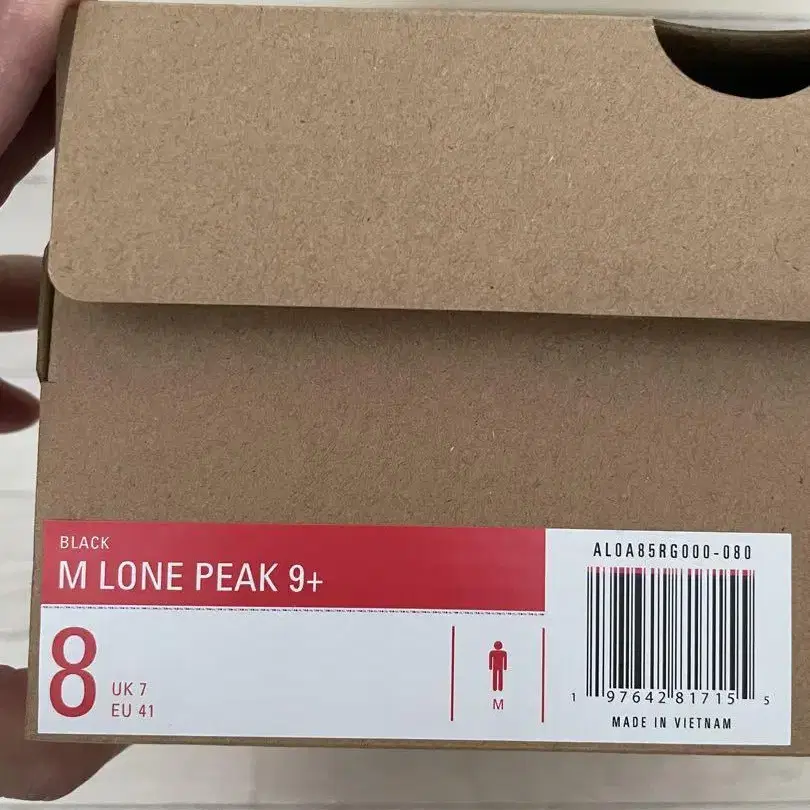 BLACK
M LONE PEAK 9+
8
UK 7
EU 41
M
AL0A85RG000-080
1 97642 81715 5
MADE IN VIETNAM